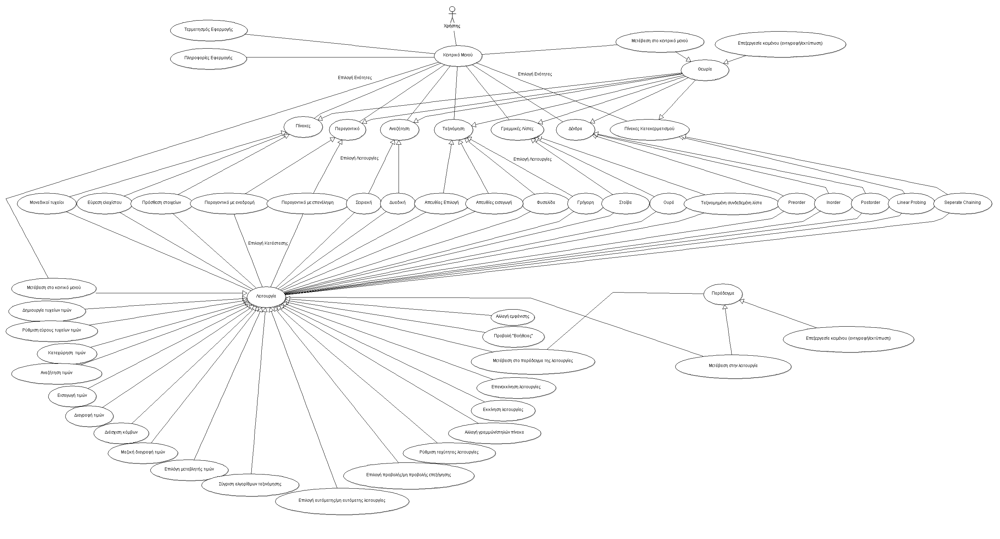 Χρήστης
Τερματισμός Εφαρμογής
Μετάβαση στο κεντρικό μενού
Επεξεργασία κειμένου (αντιγραφή/εκτύπωση)
Πληροφορίες Εφαρμογής
Κεντρικό Μενού
Θεωρία
Επιλογή Ενότητας
Επιλογή Ενότητας
Πίνακες
Παραγοντικό
Αναζήτηση
Ταξινόμηση
Γραμμικές Λίστες
Δένδρα
Πίνακες Κατακερματισμού
Επιλογή Λειτουργίας
Επιλογή Λειτουργίας
Μοναδικοί τυχαίοι
Εύρεση ελαχίστου
Πρόσθεση στοιχείων
Παραγοντικό με αναδρομή
Παραγοντικό με επανάληψη
Σειριακή
Δυαδική
Απευθίας Επιλογή
Απευθίας εισαγωγή
Φυσαλίδα
Γρήγορη
Στοίβα
Ουρά
Ταξινομημένη συνδεδεμένη λίστα
Preorder
Inorder
Postorder
Linear Probing
Seperate Chaining
Επιλογή Κατάστασης
Μετάβαση στο κεντικό μενού
Λειτουργία
Παράδειγμα
Δημιουργία τυχαίων τιμών
Αλλαγή εμφάνισης
Ρύθμιση εύρους τυχαίων τιμών
Προβολή "Βοήθειας"
Επεξεργασία κειμένου (αντιγραφή/εκτύπωση)
Καταχώρηση  τιμών
Μετάβαση στο παράδειγμα της λειτουργίας
Μετάβαση στην λειτουργία
Αναζήτηση τιμών
Επανεκκίνηση λειτουργίας
Εισαγωγή τιμών
Εκκίνηση λειτουργίας
Διαγραφή τιμών
Διάσχιση κόμβων
Αλλαγή γραμμών/στηλών πίνακα
Μαζική διαγραφή τιμών
Ρύθμιση ταχύτητας λειτουργίας
Επιλόγη μεταβλητής τιμών
Επιλογή προβολής/μη προβολής επεξήγησης
Σύγριση αλγορίθμων ταξινόμησης
Επιλογή αυτόματης/μη αυτόματης λειτουργίας